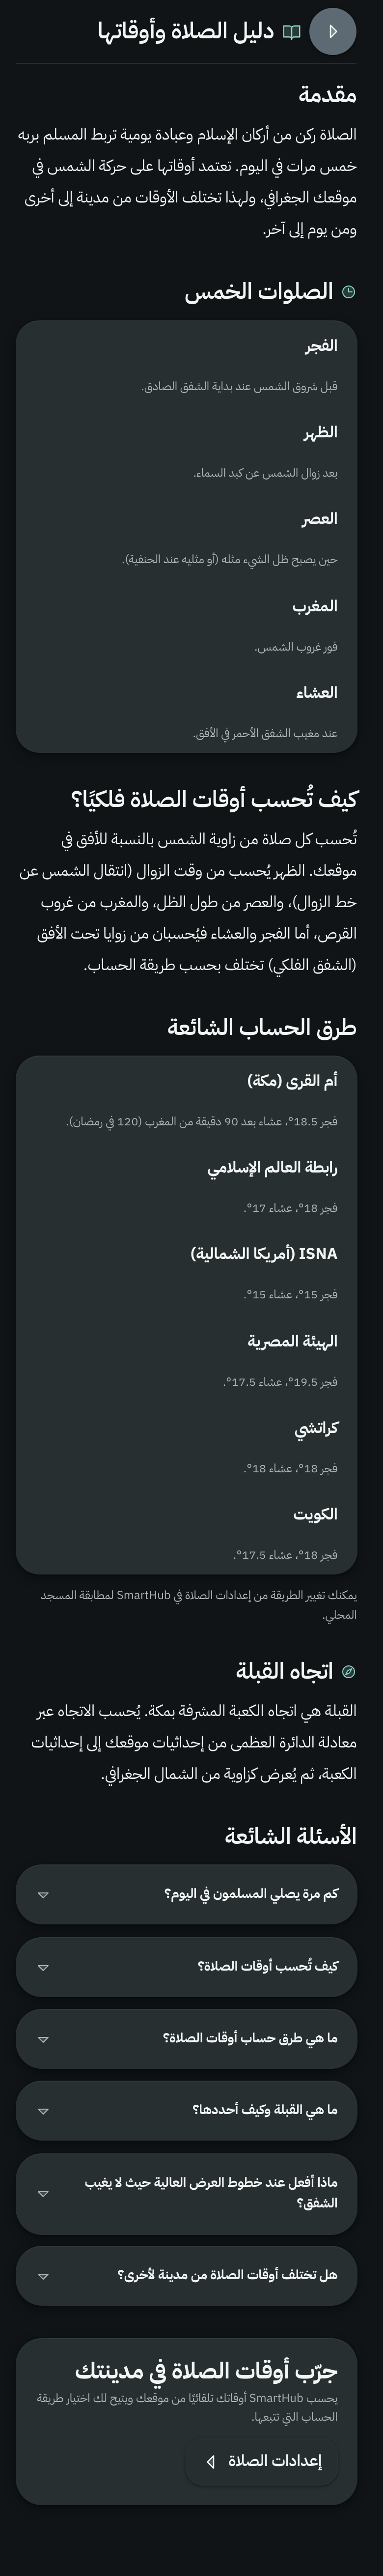 دليل الصلاة وأوقاتها
مقدمة
الصلاة ركن من أركان الإسلام وعبادة يومية تربط المسلم بربه
خمس مرات في اليوم. تعتمد أوقاتها على حركة الشمس في
موقعك الجغرافي، ولهذا تختلف الأوقات من مدينة إلى أخرى
ومن يوم إلى آخر.
الصلوات الخمس
الفجر
قبل شروق الشمس عند بداية الشفق الصادق.
الظهر
بعد زوال الشمس عن كبد السماء.
العصر
حين يصبح ظل الشيء مثله (أو مثليه عند الحنفية).
المغرب
فور غروب الشمس.
العشاء
عند مغيب الشفق الأحمر في الأفق.
كيف تُحسب أوقات الصلاة فلكيًا؟
تُحسب كل صلاة من زاوية الشمس بالنسبة للأفق في
موقعك. الظهر يُحسب من وقت الزوال (انتقال الشمس عن
خط الزوال)، والعصر من طول الظل، والمغرب من غروب
القرص، أما الفجر والعشاء فيُحسبان من زوايا تحت الأفق
(الشفق الفلكي) تختلف بحسب طريقة الحساب.
طرق الحساب الشائعة
أم القرى (مكة)
فجر 18.5°، عشاء بعد 90 دقيقة من المغرب (120 في رمضان).
رابطة العالم الإسلامي
فجر 18°، عشاء 17°.
ISNA (أمريكا الشمالية)
فجر 15°، عشاء 15°.
الهيئة المصرية
فجر 19.5°، عشاء 17.5°.
كراتشي
فجر 18°، عشاء 18°.
الكويت
فجر 18°، عشاء 17.5°.
يمكنك تغيير الطريقة من إعدادات الصلاة في SmartHub لمطابقة المسجد
المحلي.
اتجاه القبلة
القبلة هي اتجاه الكعبة المشرفة بمكة. يُحسب الاتجاه عبر
معادلة الدائرة العظمى من إحداثيات موقعك إلى إحداثيات
الكعبة، ثم يُعرض كزاوية من الشمال الجغرافي.
الأسئلة الشائعة
كم مرة يصلي المسلمون في اليوم؟
كيف تُحسب أوقات الصلاة؟
ما هي طرق حساب أوقات الصلاة؟
ما هي القبلة وكيف أحددها؟
ماذا أفعل عند خطوط العرض العالية حيث لا يغيب
الشفق؟
هل تختلف أوقات الصلاة من مدينة لأخرى؟
جرّب أوقات الصلاة في مدينتك
يحسب SmartHub أوقاتك تلقائيًا من موقعك ويتيح لك اختيار طريقة
الحساب التي تتبعها.
إعدادات الصلاة